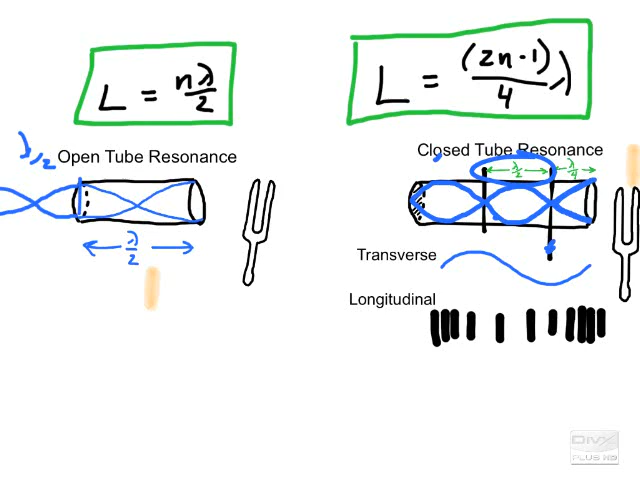 L = nλ/2
L = (2n-1)/4 λ
λ/2
Open Tube Resonance
Closed Tube Resonance
λ/2
λ/4
λ/2
Transverse
Longitudinal
DIVX
PLUS HD